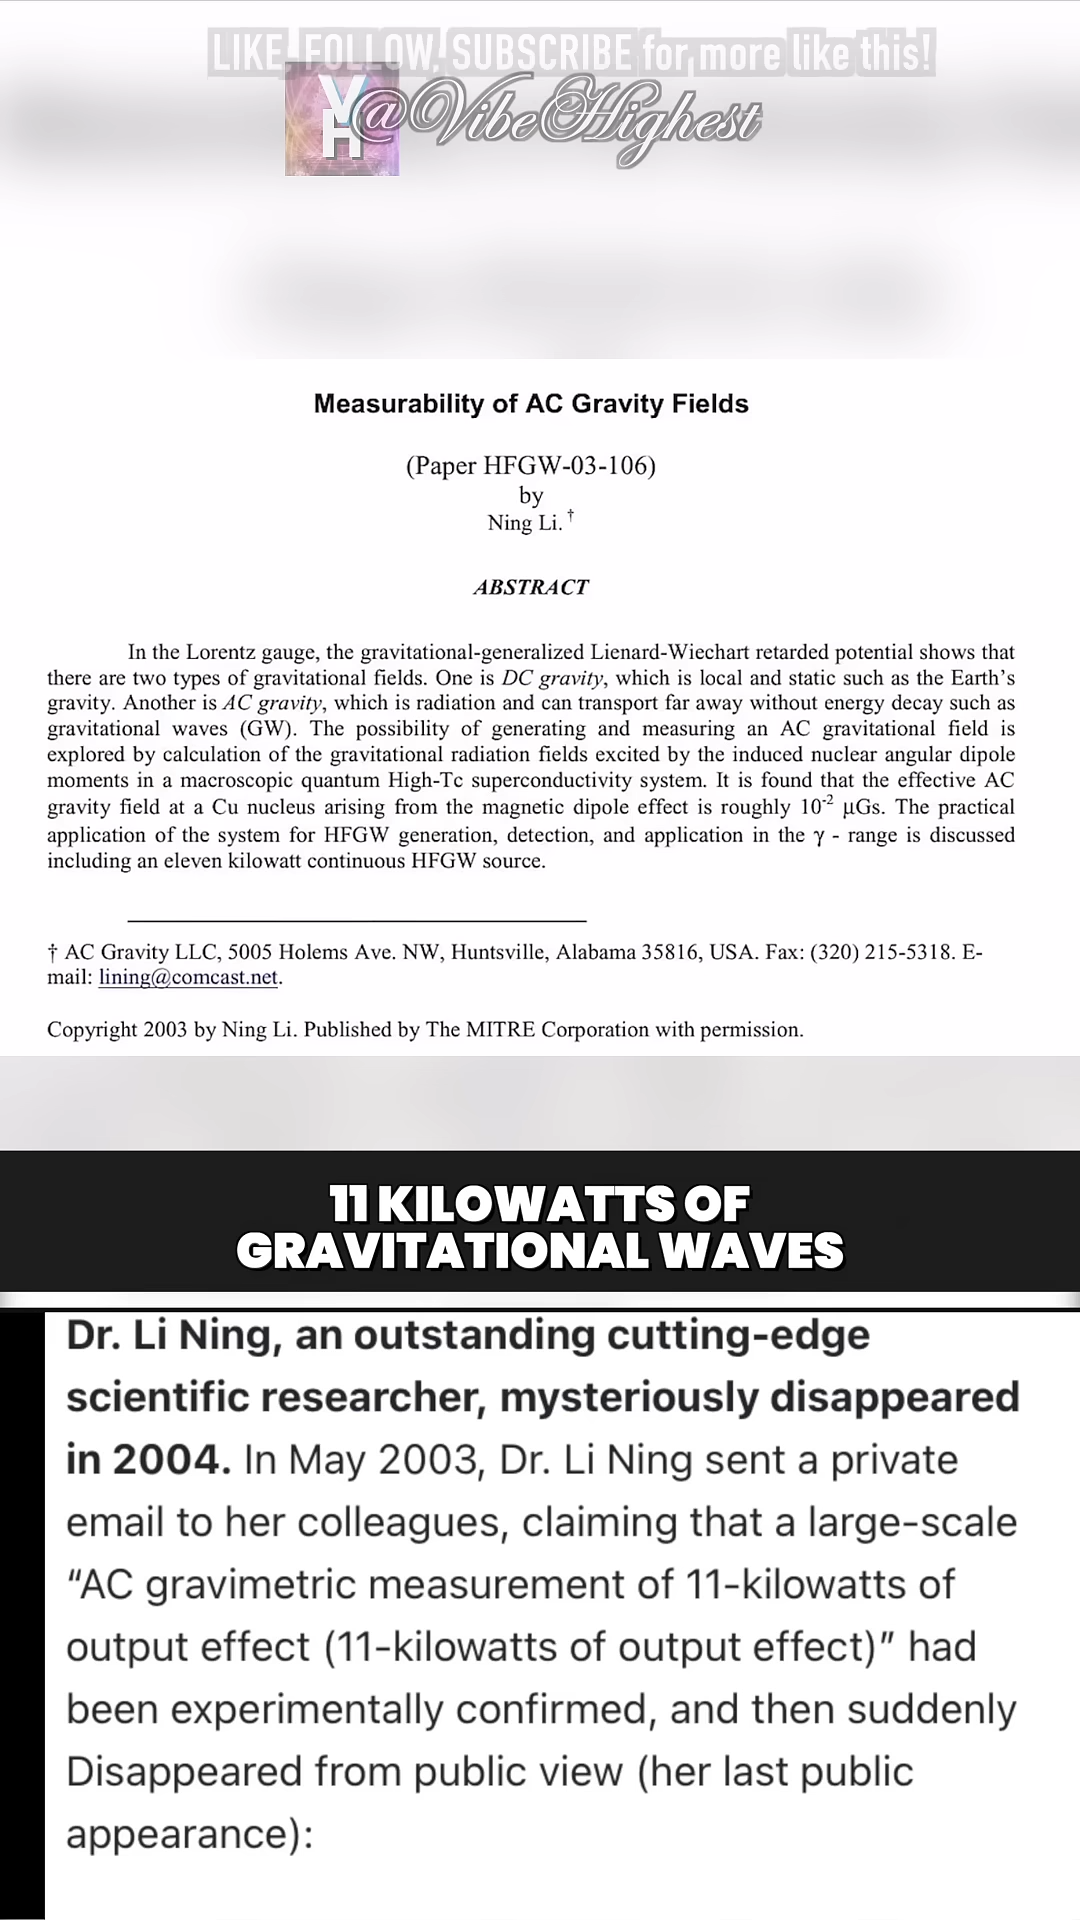 LIKE, FOLLOW, SUBSCRIBE for more like this!
VH
@VibeHighest
Measurability of AC Gravity Fields
(Paper HFGW-03-106)
by
Ning Li. †
ABSTRACT
In the Lorentz gauge, the gravitational-generalized Lienard-Wiechart retarded potential shows that
there are two types of gravitational fields. One is DC gravity, which is local and static such as the Earth's
gravity. Another is AC gravity, which is radiation and can transport far away without energy decay such as
gravitational waves (GW). The possibility of generating and measuring an AC gravitational field is
explored by calculation of the gravitational radiation fields excited by the induced nuclear angular dipole
moments in a macroscopic quantum High-Tc superconductivity system. It is found that the effective AC
gravity field at a Cu nucleus arising from the magnetic dipole effect is roughly 10⁻² μGs. The practical
application of the system for HFGW generation, detection, and application in the γ - range is discussed
including an eleven kilowatt continuous HFGW source.
† AC Gravity LLC, 5005 Holems Ave. NW, Huntsville, Alabama 35816, USA. Fax: (320) 215-5318. E-
mail: lining@comcast.net.
Copyright 2003 by Ning Li. Published by The MITRE Corporation with permission.
11 KILOWATTS OF
GRAVITATIONAL WAVES
Dr. Li Ning, an outstanding cutting-edge
scientific researcher, mysteriously disappeared
in 2004. In May 2003, Dr. Li Ning sent a private
email to her colleagues, claiming that a large-scale
“AC gravimetric measurement of 11-kilowatts of
output effect (11-kilowatts of output effect)” had
been experimentally confirmed, and then suddenly
Disappeared from public view (her last public
appearance):